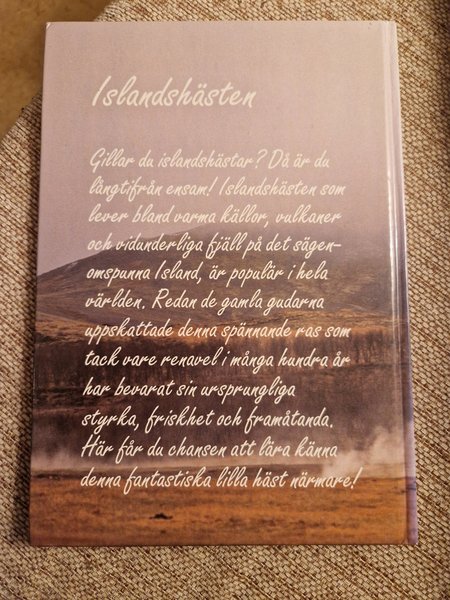 Islandshästen
Gillar du islandshästar? Då är du
långtifrån ensam! Islandshästen som
lever bland varma källor, vulkaner
och vidunderliga fjäll på det sägen-
omspunna Island, är populär i hela
världen. Redan de gamla gudarna
uppskattade denna spännande ras som
tack vare renavel i många hundra år
har bevarat sin ursprungliga
styrka, friskhet och framåtanda.
Här får du chansen att lära känna
denna fantastiska lilla häst närmare!